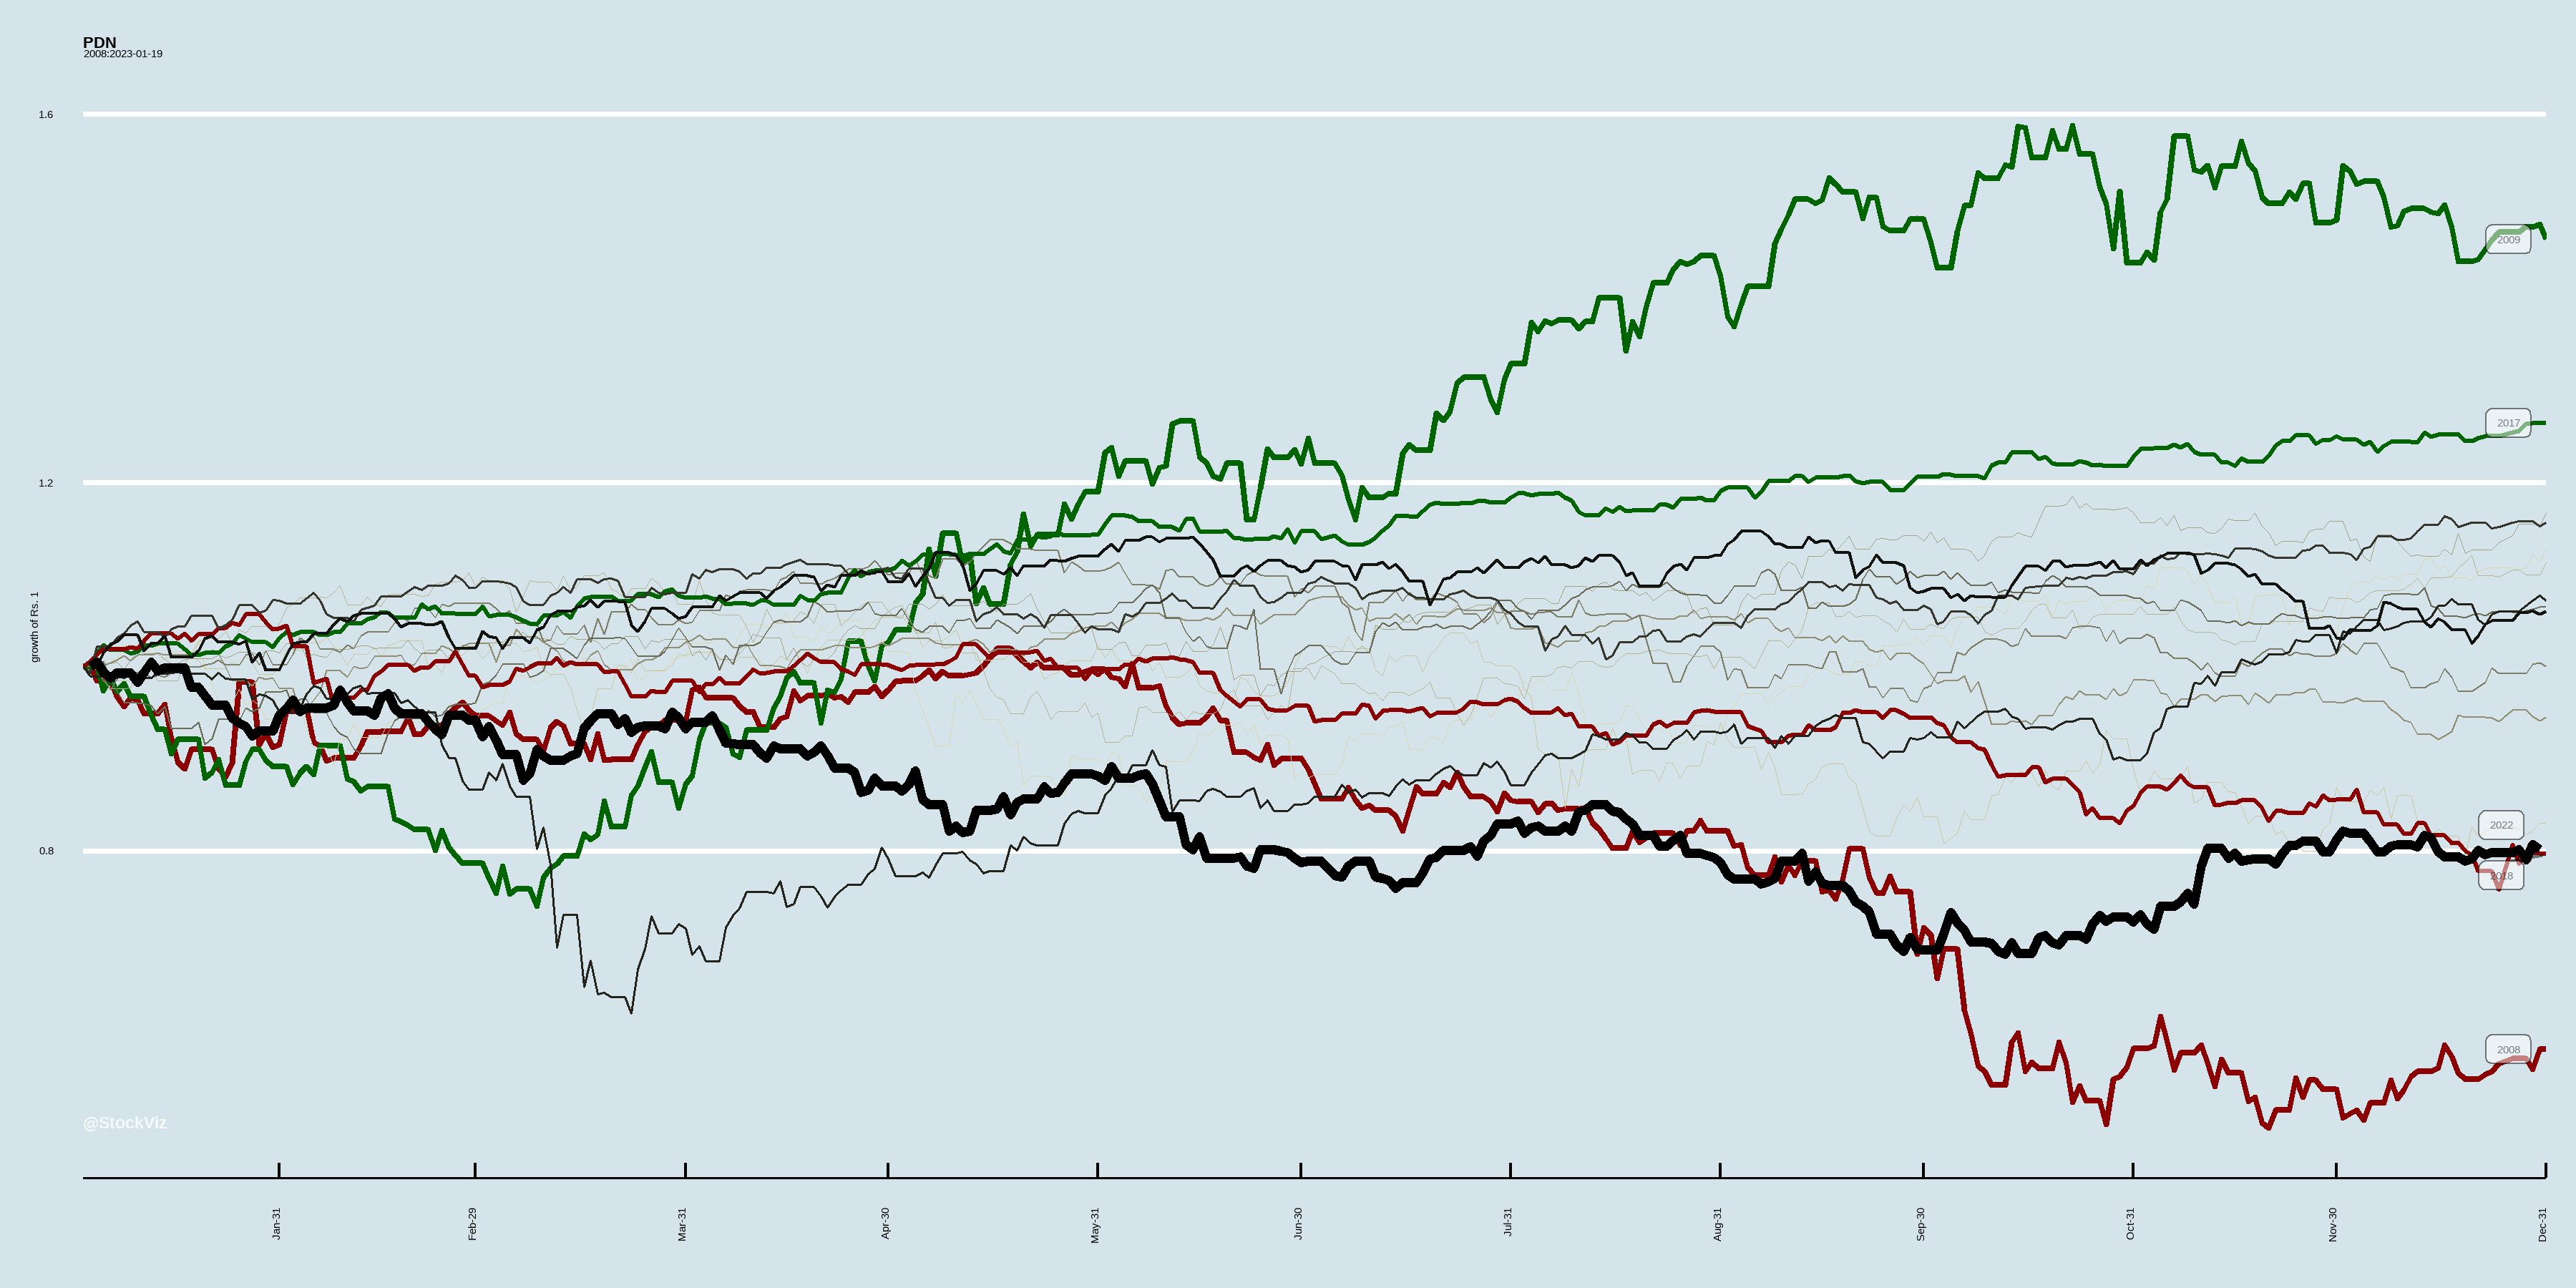 PDN
2008:2023-01-19
1.6
1.2
0.8
growth of Rs. 1
2009
2017
2022
2018
2008
@StockViz
Jan-31
Feb-29
Mar-31
Apr-30
May-31
Jun-30
Jul-31
Aug-31
Sep-30
Oct-31
Nov-30
Dec-31